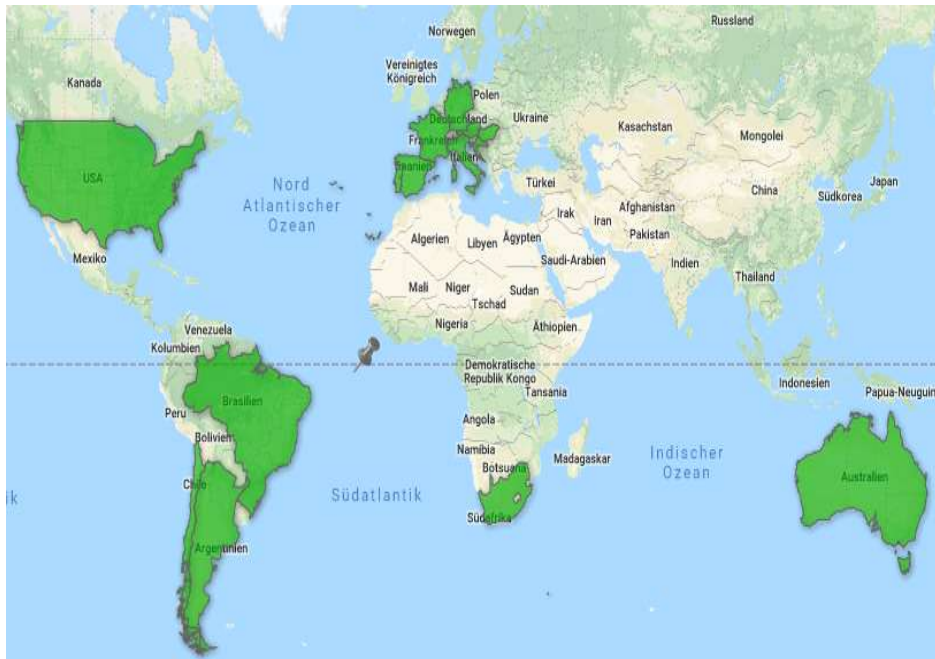 Russland
Norwegen
Kanada
Vereinigtes
Königreich
Polen
Deutschland
Ukraine
Kasachstan
Mongolei
Frankreich
Italien
Spanien
USA
Nord
Atlantischer
Ozean
Türkei
China
Japan
Südkorea
Afghanistan
Irak
Iran
Pakistan
Algerien
Libyen
Ägypten
Saudi-Arabien
Indien
Mexiko
Thailand
Mali
Niger
Sudan
Tschad
Nigeria
Äthiopien
Venezuela
Kolumbien
Demokratische
Republik Kongo
Indonesien
Tansania
Papua-Neuguin
Brasilien
Peru
Angola
Bolivien
Namibia
Botsuana
Madagaskar
Indischer
Ozean
Australien
Chile
Südatlantik
ik
Südafrika
Argentinien